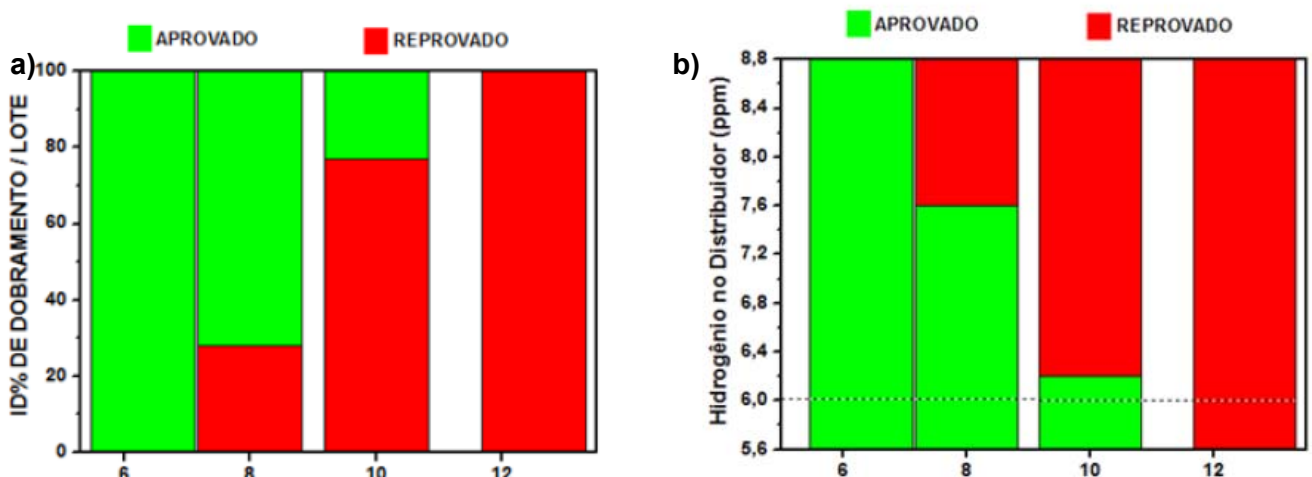 a)
APROVADO REPROVADO
ID% DE DOBRAMENTO / LOTE
100
80
60
40
20
0
6 8 10 12
b)
APROVADO REPROVADO
Hidrogênio no Distribuidor (ppm)
8,8
8,4
8,0
7,6
7,2
6,8
6,4
6,0
5,6
6 8 10 12